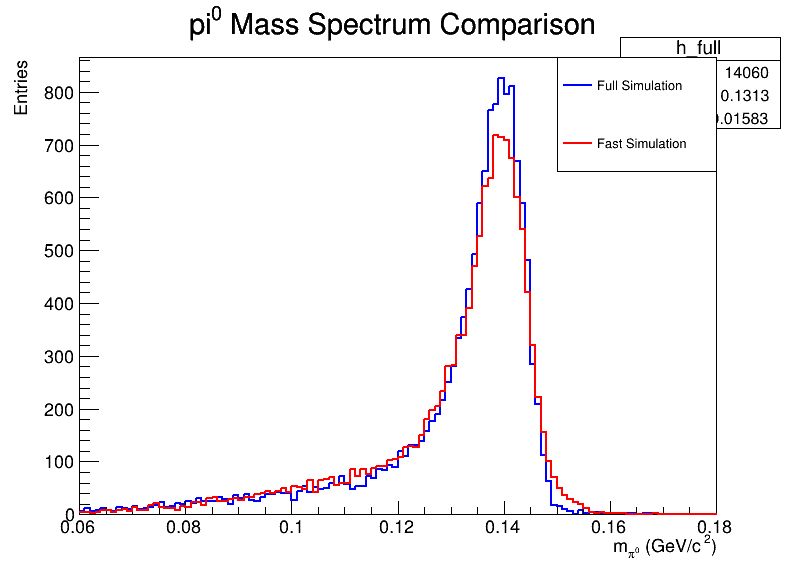 pi⁰ Mass Spectrum Comparison
h_full
14060
0.1313
0.01583
Full Simulation
Fast Simulation
Entries
800
700
600
500
400
300
200
100
0
0.06 0.08 0.1 0.12 0.14 0.16 0.18
m_π⁰ (GeV/c²)